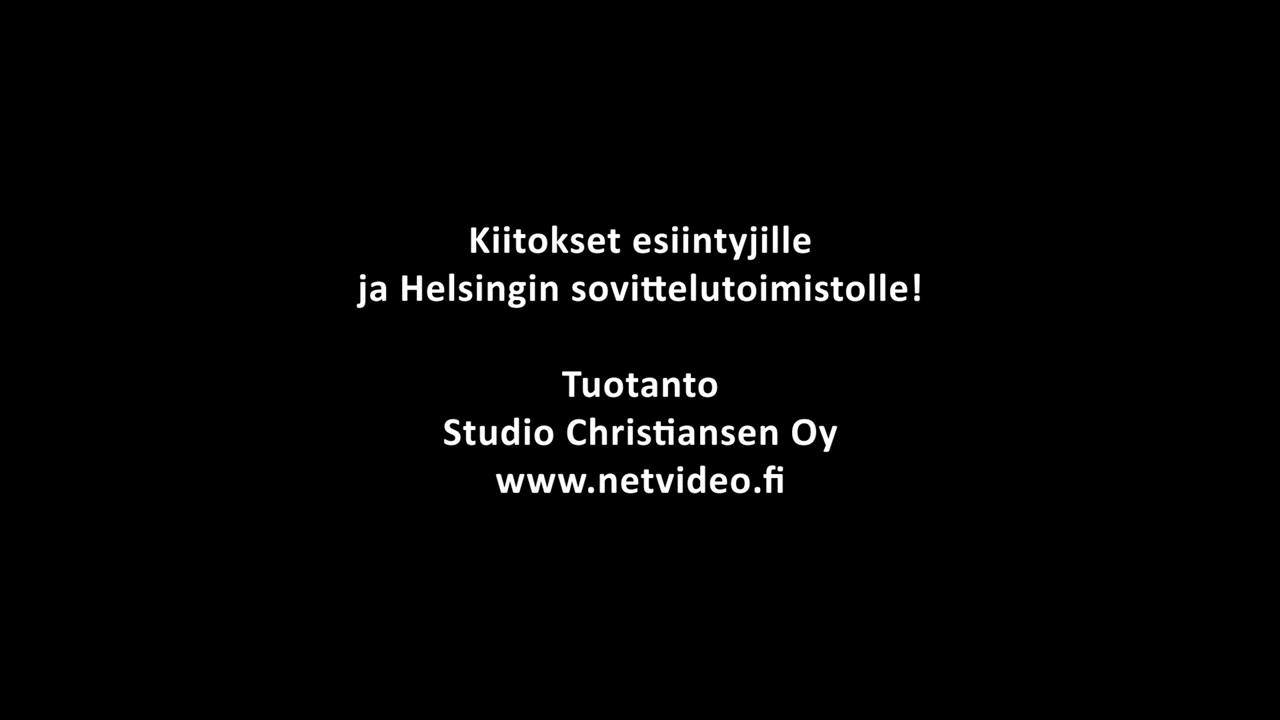 Kiitokset esiintyjille
ja Helsingin sovittelutoimistolle!
Tuotanto
Studio Christiansen Oy
www.netvideo.fi